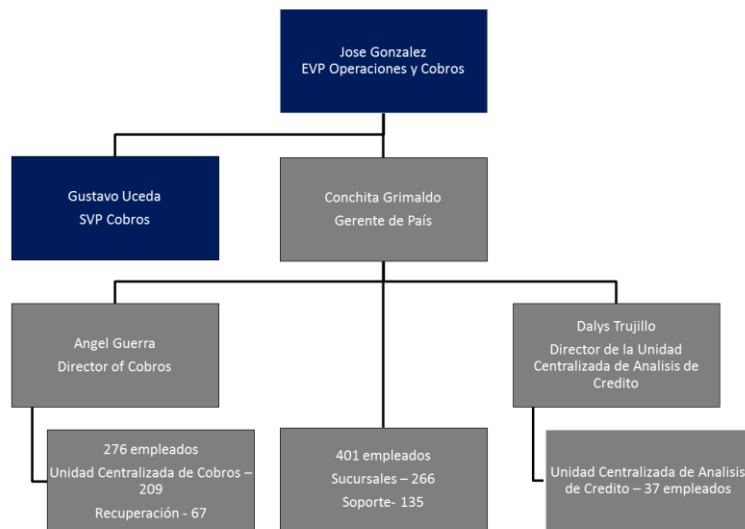 Jose Gonzalez
EVP Operaciones y Cobros
Gustavo Uceda
SVP Cobros
Conchita Grimaldo
Gerente de País
Angel Guerra
Director of Cobros
Dalys Trujillo
Director de la Unidad
Centralizada de Analisis de
Credito
276 empleados
Unidad Centralizada de Cobros –
209
Recuperación - 67
401 empleados
Sucursales – 266
Soporte- 135
Unidad Centralizada de Analisis
de Credito – 37 empleados